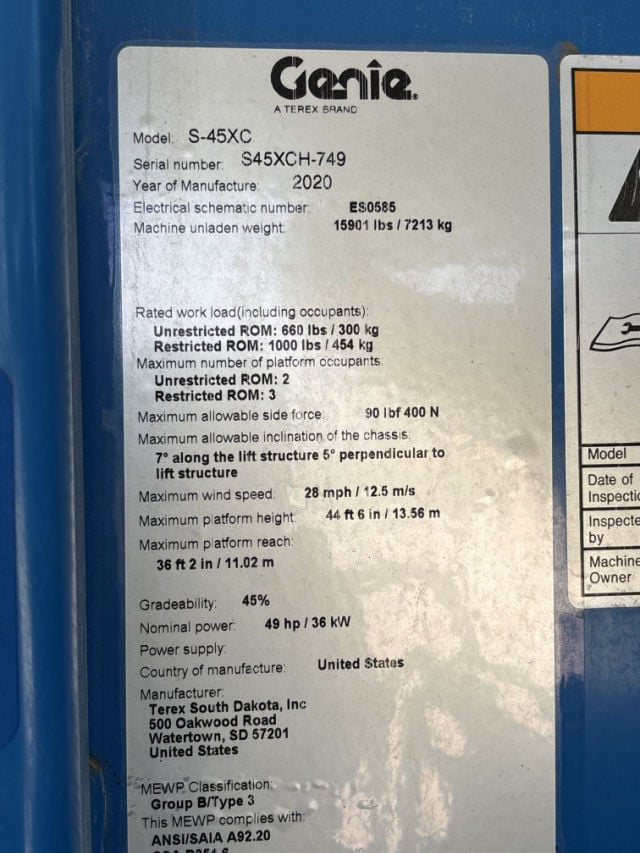 Genie.
A TEREX BRAND
Model: S-45XC
Serial number: S45XCH-749
Year of Manufacture: 2020
Electrical schematic number: ES0585
Machine unladen weight: 15901 lbs / 7213 kg
Rated work load(including occupants):
Unrestricted ROM: 660 lbs / 300 kg
Restricted ROM: 1000 lbs / 454 kg
Maximum number of platform occupants:
Unrestricted ROM: 2
Restricted ROM: 3
Maximum allowable side force: 90 lbf 400 N
Maximum allowable inclination of the chassis:
7° along the lift structure 5° perpendicular to
lift structure
Maximum wind speed: 28 mph / 12.5 m/s
Maximum platform height: 44 ft 6 in / 13.56 m
Maximum platform reach:
36 ft 2 in / 11.02 m
Gradeability: 45%
Nominal power: 49 hp / 36 kW
Power supply:
Country of manufacture: United States
Manufacturer:
Terex South Dakota, Inc
500 Oakwood Road
Watertown, SD 57201
United States
MEWP Classification:
Group B/Type 3
This MEWP complies with:
ANSI/SAIA A92.20
Model
Date of
Inspectio
Inspecte
by
Machine
Owner